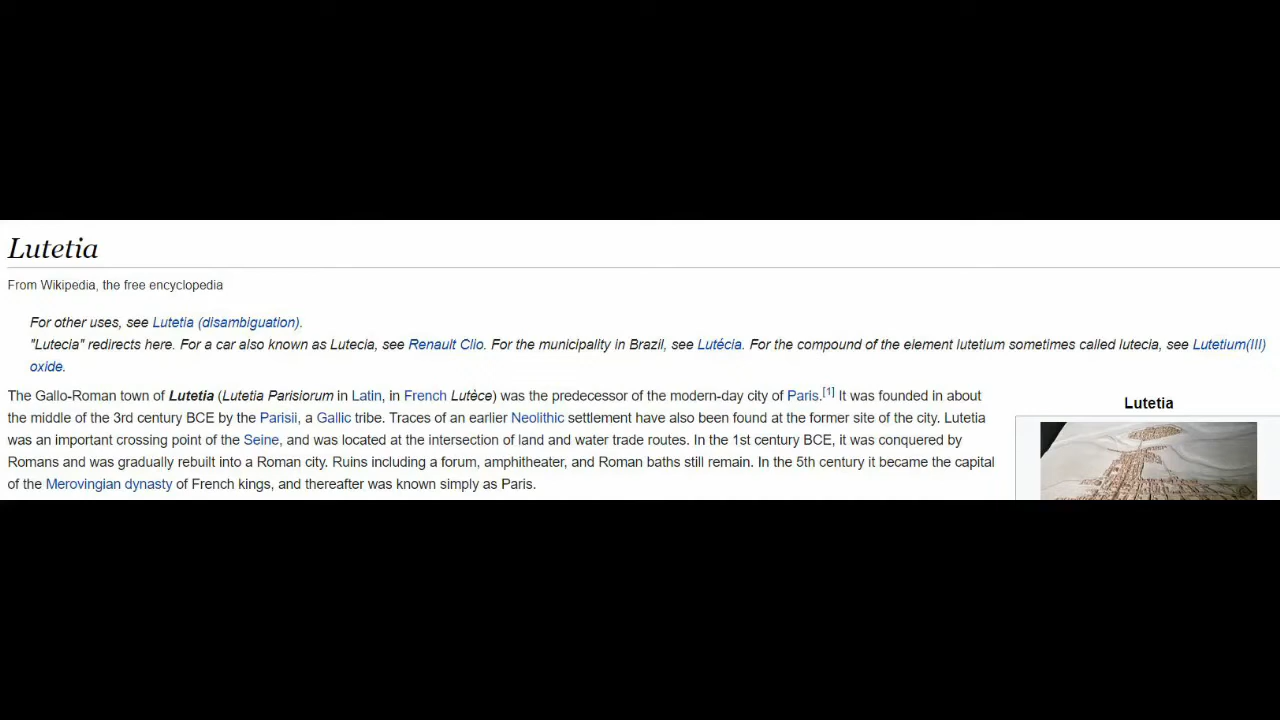 Lutetia
From Wikipedia, the free encyclopedia
For other uses, see Lutetia (disambiguation).
"Lutecia" redirects here. For a car also known as Lutecia, see Renault Clio. For the municipality in Brazil, see Lutécia. For the compound of the element lutetium sometimes called lutecia, see Lutetium(III)
oxide.
The Gallo-Roman town of Lutetia (Lutetia Parisiorum in Latin, in French Lutèce) was the predecessor of the modern-day city of Paris.[1] It was founded in about
the middle of the 3rd century BCE by the Parisii, a Gallic tribe. Traces of an earlier Neolithic settlement have also been found at the former site of the city. Lutetia
was an important crossing point of the Seine, and was located at the intersection of land and water trade routes. In the 1st century BCE, it was conquered by
Romans and was gradually rebuilt into a Roman city. Ruins including a forum, amphitheater, and Roman baths still remain. In the 5th century it became the capital
of the Merovingian dynasty of French kings, and thereafter was known simply as Paris.
Lutetia